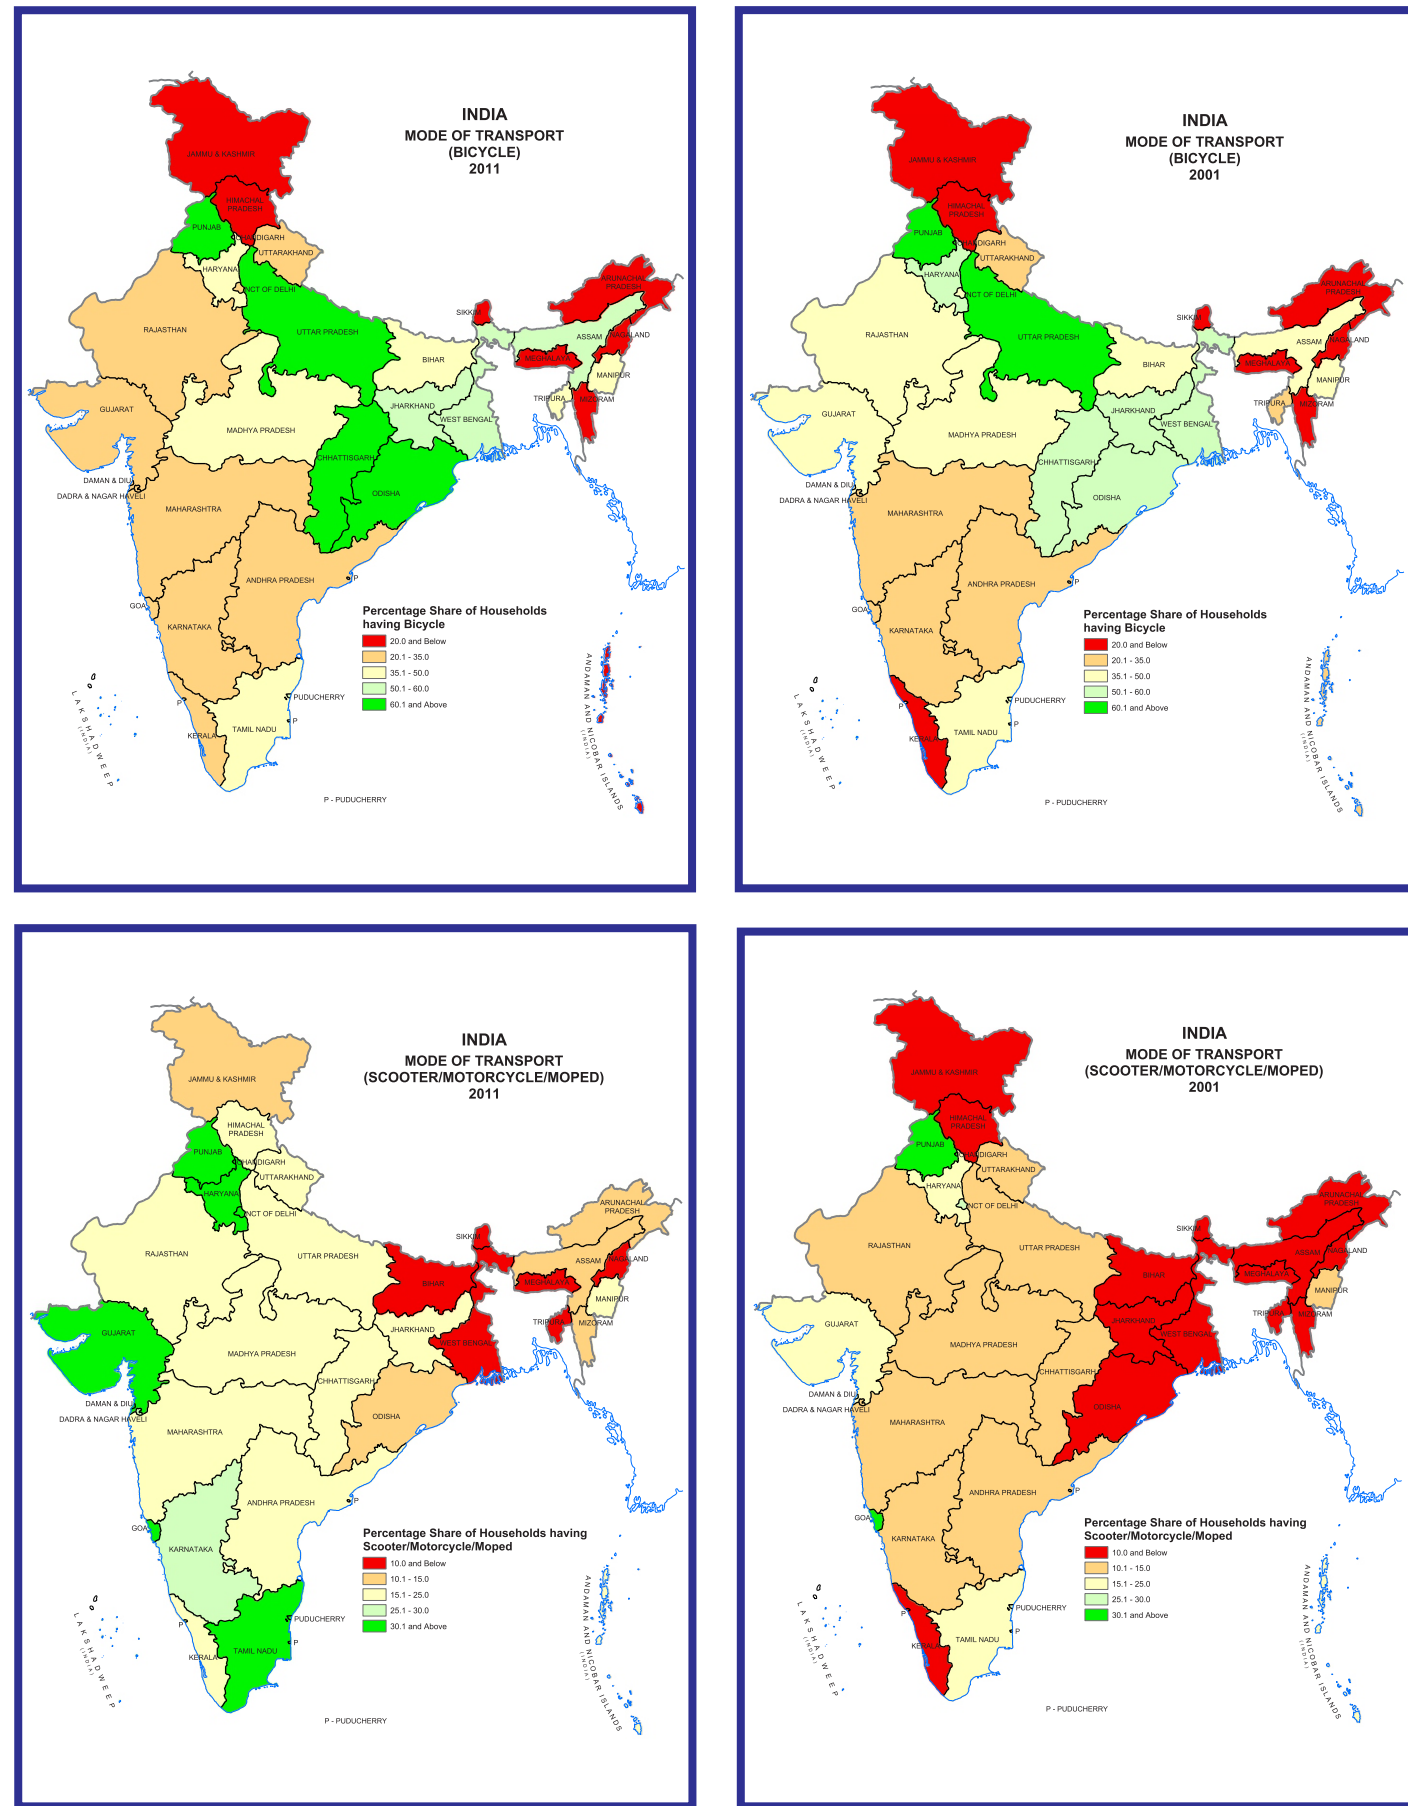 INDIA
MODE OF TRANSPORT
(BICYCLE)
2011
JAMMU & KASHMIR
HIMACHAL
PRADESH
PUNJAB
CHANDIGARH
UTTARAKHAND
HARYANA
NCT OF DELHI
ARUNACHAL
PRADESH
SIKKIM
RAJASTHAN
UTTAR PRADESH
ASSAM
NAGALAND
BIHAR
MEGHALAYA
MANIPUR
TRIPURA
MIZORAM
GUJARAT
JHARKHAND
WEST BENGAL
MADHYA PRADESH
CHHATTISGARH
DAMAN & DIU
DADRA & NAGAR HAVELI
ODISHA
MAHARASHTRA
ANDHRA PRADESH
P
GOA
KARNATAKA
Percentage Share of Households
having Bicycle
20.0 and Below
20.1 - 35.0
35.1 - 50.0
50.1 - 60.0
60.1 and Above
PUDUCHERRY
P
P
KERALA
TAMIL NADU
LAKSHADWEEP
(INDIA)
ANDAMAN AND NICOBAR ISLANDS
(INDIA)
P - PUDUCHERRY
INDIA
MODE OF TRANSPORT
(BICYCLE)
2001
JAMMU & KASHMIR
HIMACHAL
PRADESH
PUNJAB
CHANDIGARH
UTTARAKHAND
HARYANA
NCT OF DELHI
ARUNACHAL
PRADESH
SIKKIM
RAJASTHAN
UTTAR PRADESH
ASSAM
NAGALAND
BIHAR
MEGHALAYA
MANIPUR
TRIPURA
MIZORAM
GUJARAT
JHARKHAND
WEST BENGAL
MADHYA PRADESH
CHHATTISGARH
DAMAN & DIU
DADRA & NAGAR HAVELI
ODISHA
MAHARASHTRA
ANDHRA PRADESH
P
GOA
KARNATAKA
Percentage Share of Households
having Bicycle
20.0 and Below
20.1 - 35.0
35.1 - 50.0
50.1 - 60.0
60.1 and Above
PUDUCHERRY
P
P
KERALA
TAMIL NADU
LAKSHADWEEP
(INDIA)
ANDAMAN AND NICOBAR ISLANDS
(INDIA)
P - PUDUCHERRY
INDIA
MODE OF TRANSPORT
(SCOOTER/MOTORCYCLE/MOPED)
2011
JAMMU & KASHMIR
HIMACHAL
PRADESH
PUNJAB
CHANDIGARH
UTTARAKHAND
HARYANA
NCT OF DELHI
ARUNACHAL
PRADESH
SIKKIM
RAJASTHAN
UTTAR PRADESH
ASSAM
NAGALAND
BIHAR
MEGHALAYA
MANIPUR
TRIPURA
MIZORAM
GUJARAT
JHARKHAND
WEST BENGAL
MADHYA PRADESH
CHHATTISGARH
DAMAN & DIU
DADRA & NAGAR HAVELI
ODISHA
MAHARASHTRA
ANDHRA PRADESH
P
GOA
KARNATAKA
Percentage Share of Households having
Scooter/Motorcycle/Moped
10.0 and Below
10.1 - 15.0
15.1 - 25.0
25.1 - 30.0
30.1 and Above
PUDUCHERRY
P
P
KERALA
TAMIL NADU
LAKSHADWEEP
(INDIA)
ANDAMAN AND NICOBAR ISLANDS
(INDIA)
P - PUDUCHERRY
INDIA
MODE OF TRANSPORT
(SCOOTER/MOTORCYCLE/MOPED)
2001
JAMMU & KASHMIR
HIMACHAL
PRADESH
PUNJAB
CHANDIGARH
UTTARAKHAND
HARYANA
NCT OF DELHI
ARUNACHAL
PRADESH
SIKKIM
RAJASTHAN
UTTAR PRADESH
ASSAM
NAGALAND
BIHAR
MEGHALAYA
MANIPUR
TRIPURA
MIZORAM
GUJARAT
JHARKHAND
WEST BENGAL
MADHYA PRADESH
CHHATTISGARH
DAMAN & DIU
DADRA & NAGAR HAVELI
ODISHA
MAHARASHTRA
ANDHRA PRADESH
P
GOA
KARNATAKA
Percentage Share of Households having
Scooter/Motorcycle/Moped
10.0 and Below
10.1 - 15.0
15.1 - 25.0
25.1 - 30.0
30.1 and Above
PUDUCHERRY
P
P
KERALA
TAMIL NADU
LAKSHADWEEP
(INDIA)
ANDAMAN AND NICOBAR ISLANDS
(INDIA)
P - PUDUCHERRY